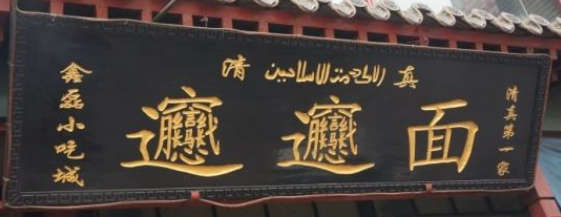 清 真
鑫磊小吃城
𰻞𰻞面
清真第一家